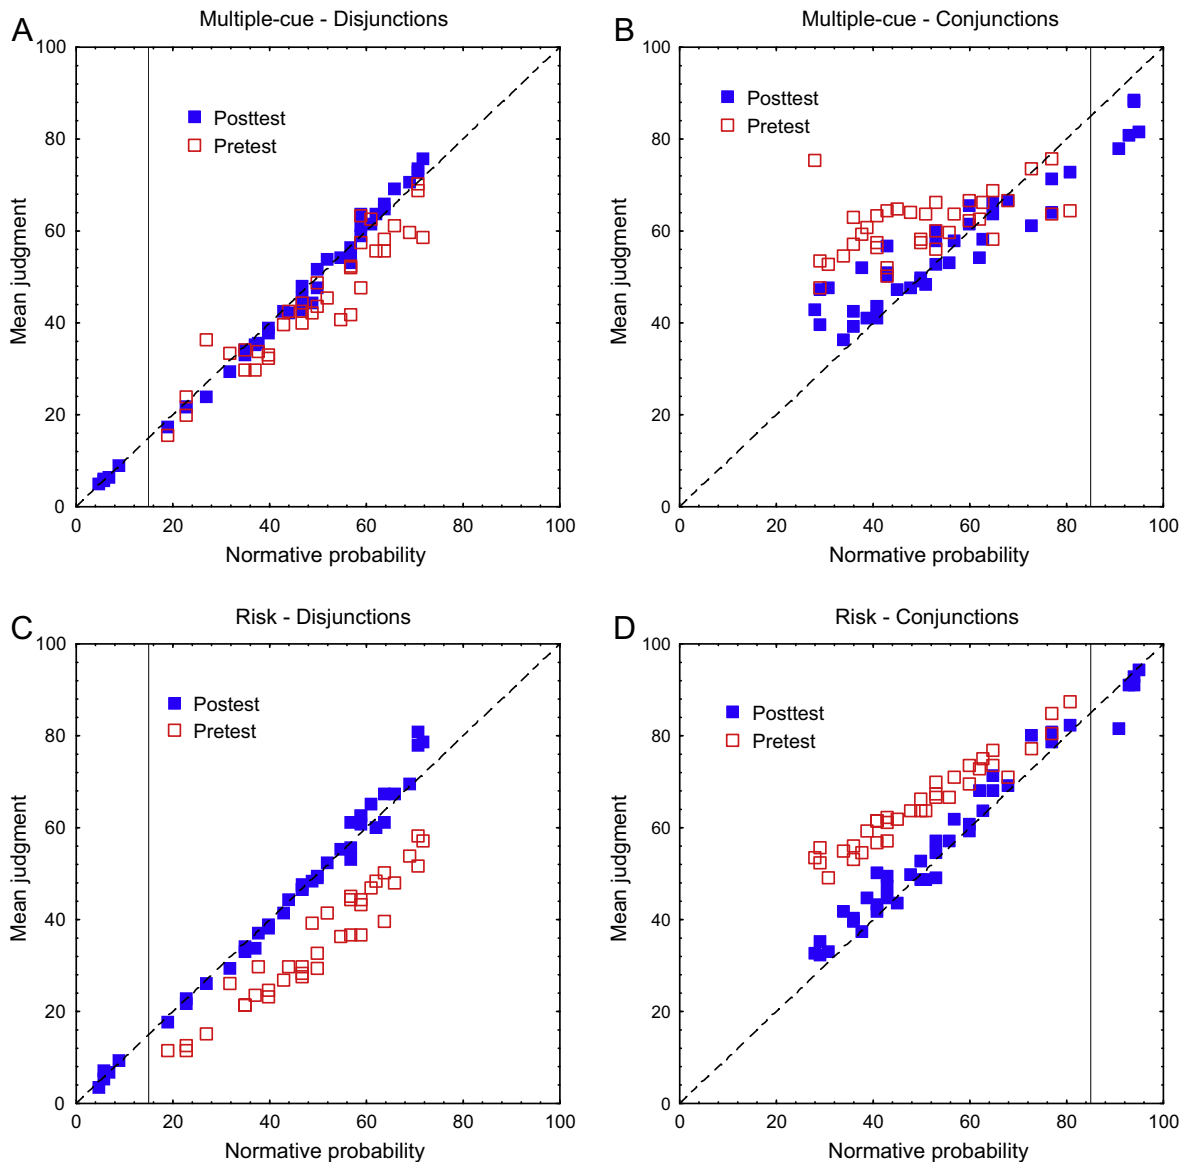 A
Multiple-cue - Disjunctions
100
80
60
40
20
0
Mean judgment
Posttest
Pretest
0 20 40 60 80 100
Normative probability
B
Multiple-cue - Conjunctions
100
80
60
40
20
0
Mean judgment
Posttest
Pretest
0 20 40 60 80 100
Normative probability
C
Risk - Disjunctions
100
80
60
40
20
0
Mean judgment
Postest
Pretest
0 20 40 60 80 100
Normative probability
D
Risk - Conjunctions
100
80
60
40
20
0
Mean judgment
Posttest
Pretest
0 20 40 60 80 100
Normative probability